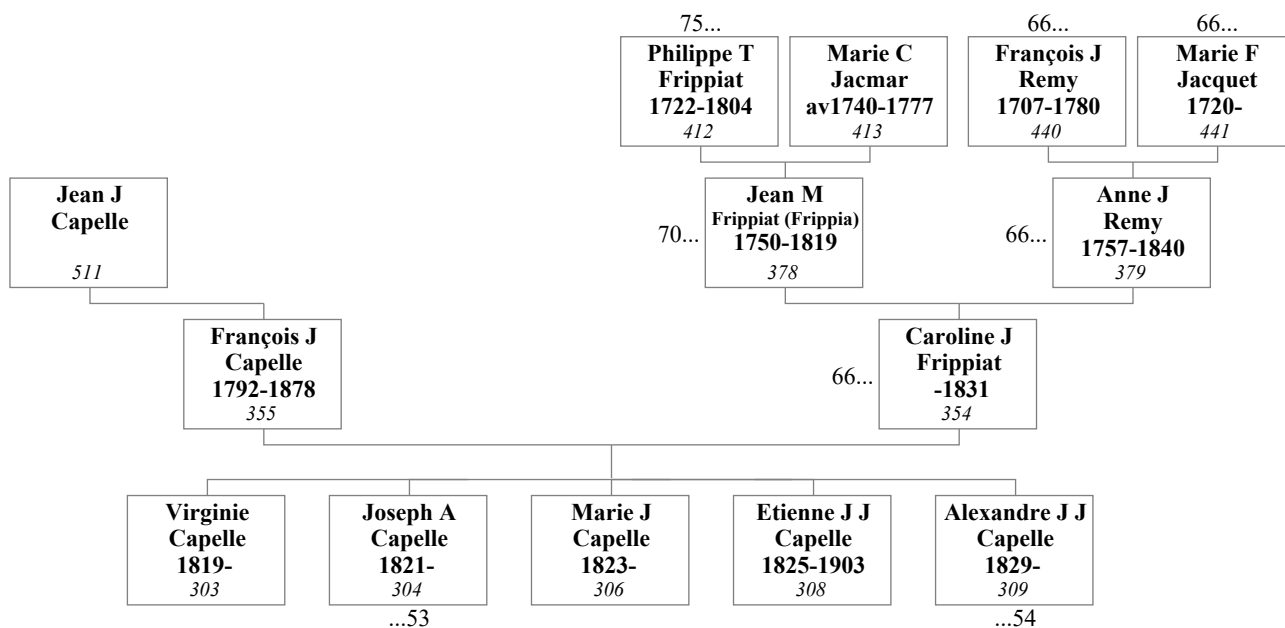 75...
66...
66...
Philippe T
Frippiat
1722-1804
412
Marie C
Jacmar
av1740-1777
413
François J
Remy
1707-1780
440
Marie F
Jacquet
1720-
441
Jean J
Capelle
511
70...
Jean M
Frippiat (Frippia)
1750-1819
378
66...
Anne J
Remy
1757-1840
379
François J
Capelle
1792-1878
355
66...
Caroline J
Frippiat
-1831
354
Virginie
Capelle
1819-
303
Joseph A
Capelle
1821-
304
Marie J
Capelle
1823-
306
Etienne J J
Capelle
1825-1903
308
Alexandre J J
Capelle
1829-
309
...53
...54